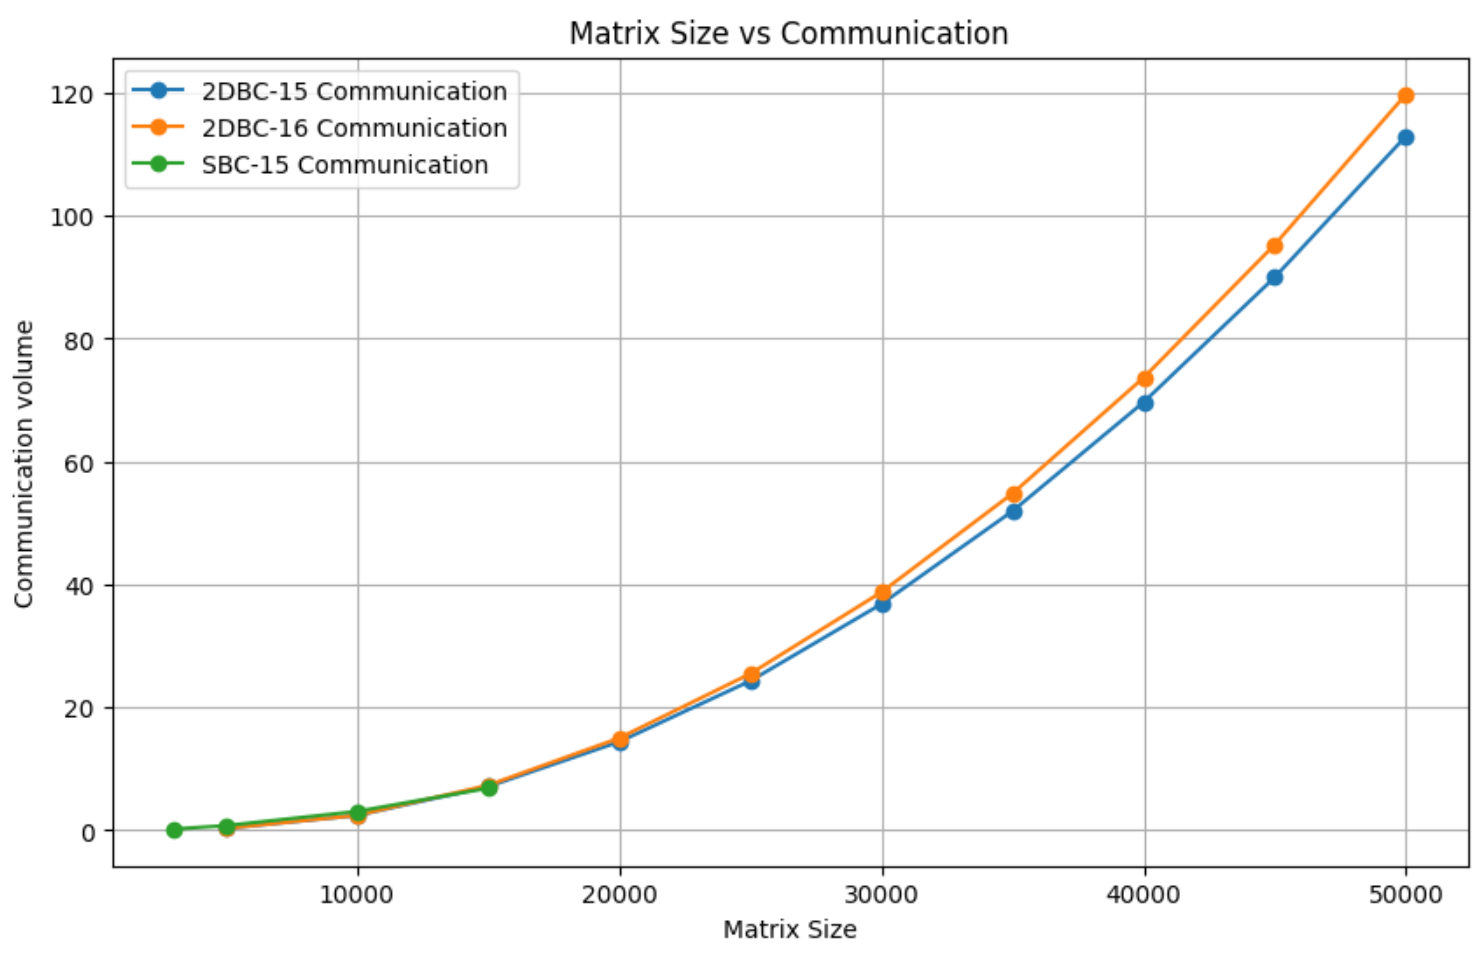 Matrix Size vs Communication
2DBC-15 Communication
2DBC-16 Communication
SBC-15 Communication
Communication volume
120
100
80
60
40
20
0
10000 20000 30000 40000 50000
Matrix Size